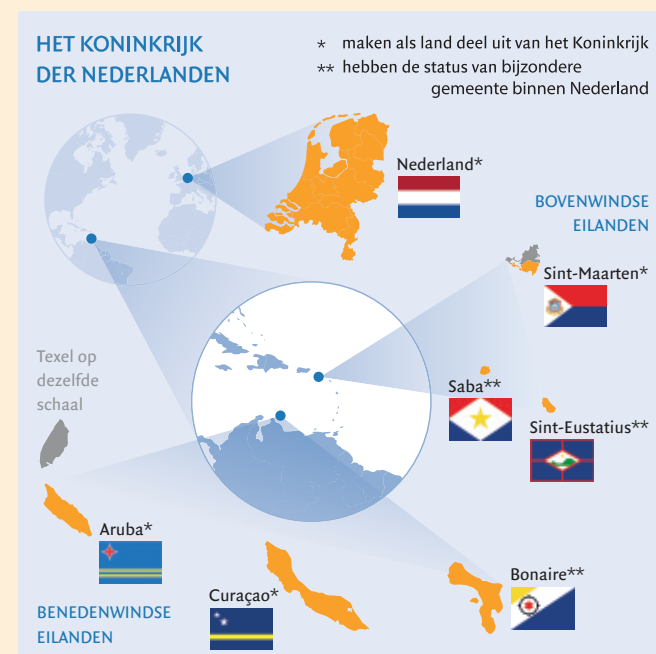 HET KONINKRIJK
DER NEDERLANDEN
* maken als land deel uit van het Koninkrijk
** hebben de status van bijzondere
gemeente binnen Nederland
Nederland*
BOVENWINDSE
EILANDEN
Sint-Maarten*
Texel op
dezelfde
schaal
Saba**
Sint-Eustatius**
Aruba*
Bonaire**
Curaçao*
BENEDENWINDSE
EILANDEN